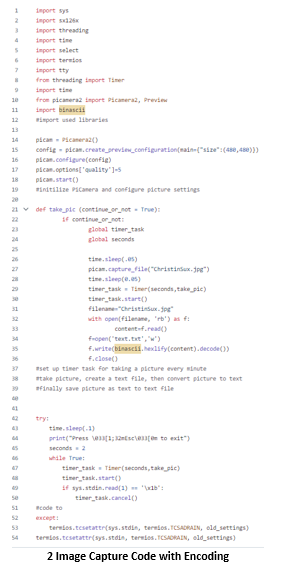 1 import sys
2 import sx126x
3 import threading
4 import time
5 import select
6 import termios
7 import tty
8 from threading import Timer
9 import time
10 from picamera2 import Picamera2, Preview
11 import binascii
12 #import used libraries
13
14 picam = Picamera2()
15 config = picam.create_preview_configuration(main={"size":(480,480)})
16 picam.configure(config)
17 picam.options['quality']=5
18 picam.start()
19 #initilize PiCamera and configure picture settings
20
21 def take_pic (continue_or_not = True):
22 if continue_or_not:
23 global timer_task
24 global seconds
25
26 time.sleep(.05)
27 picam.capture_file("ChristinSux.jpg")
28 time.sleep(0.05)
29 timer_task = Timer(seconds,take_pic)
30 timer_task.start()
31 filename="ChristinSux.jpg"
32 with open(filename, 'rb') as f:
33 content=f.read()
34 f=open('text.txt','w')
35 f.write(binascii.hexlify(content).decode())
36 f.close()
37 #set up timer task for taking a picture every minute
38 #take picture, create a text file, then convert picture to text
39 #finally save picture as text to text file
40
41
42 try:
43 time.sleep(.1)
44 print("Press \033[1;32mEsc\033[0m to exit")
45 seconds = 2
46 while True:
47 timer_task = Timer(seconds,take_pic)
48 timer_task.start()
49 if sys.stdin.read(1) == '\x1b':
50 timer_task.cancel()
51 #code to
52 except:
53 termios.tcsetattr(sys.stdin, termios.TCSADRAIN, old_settings)
54 termios.tcsetattr(sys.stdin, termios.TCSADRAIN, old_settings)
2 Image Capture Code with Encoding